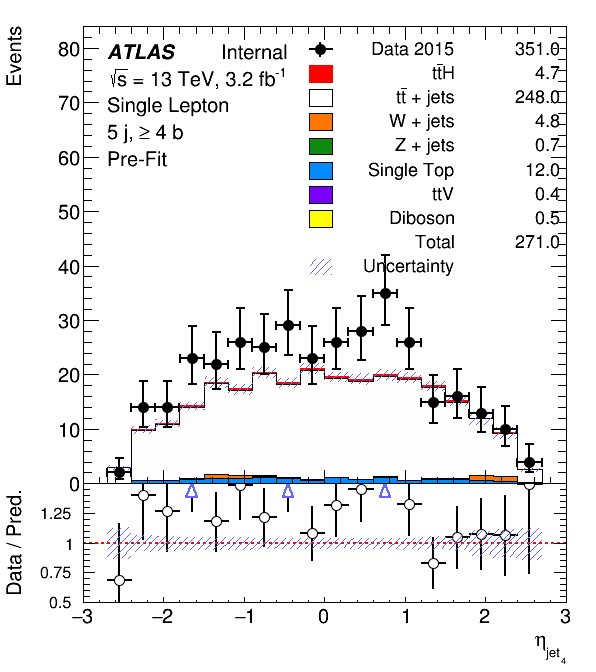 Events
80
70
60
50
40
30
20
10
0
ATLAS Internal
√s = 13 TeV, 3.2 fb⁻¹
Single Lepton
5 j, ≥ 4 b
Pre-Fit
Data 2015 351.0
tt̄H 4.7
tt̄ + jets 248.0
W + jets 4.8
Z + jets 0.7
Single Top 12.0
ttV 0.4
Diboson 0.5
Total 271.0
Uncertainty
Data / Pred.
1.25
1
0.75
0.5
−3 −2 −1 0 1 2 3
η_jet_4